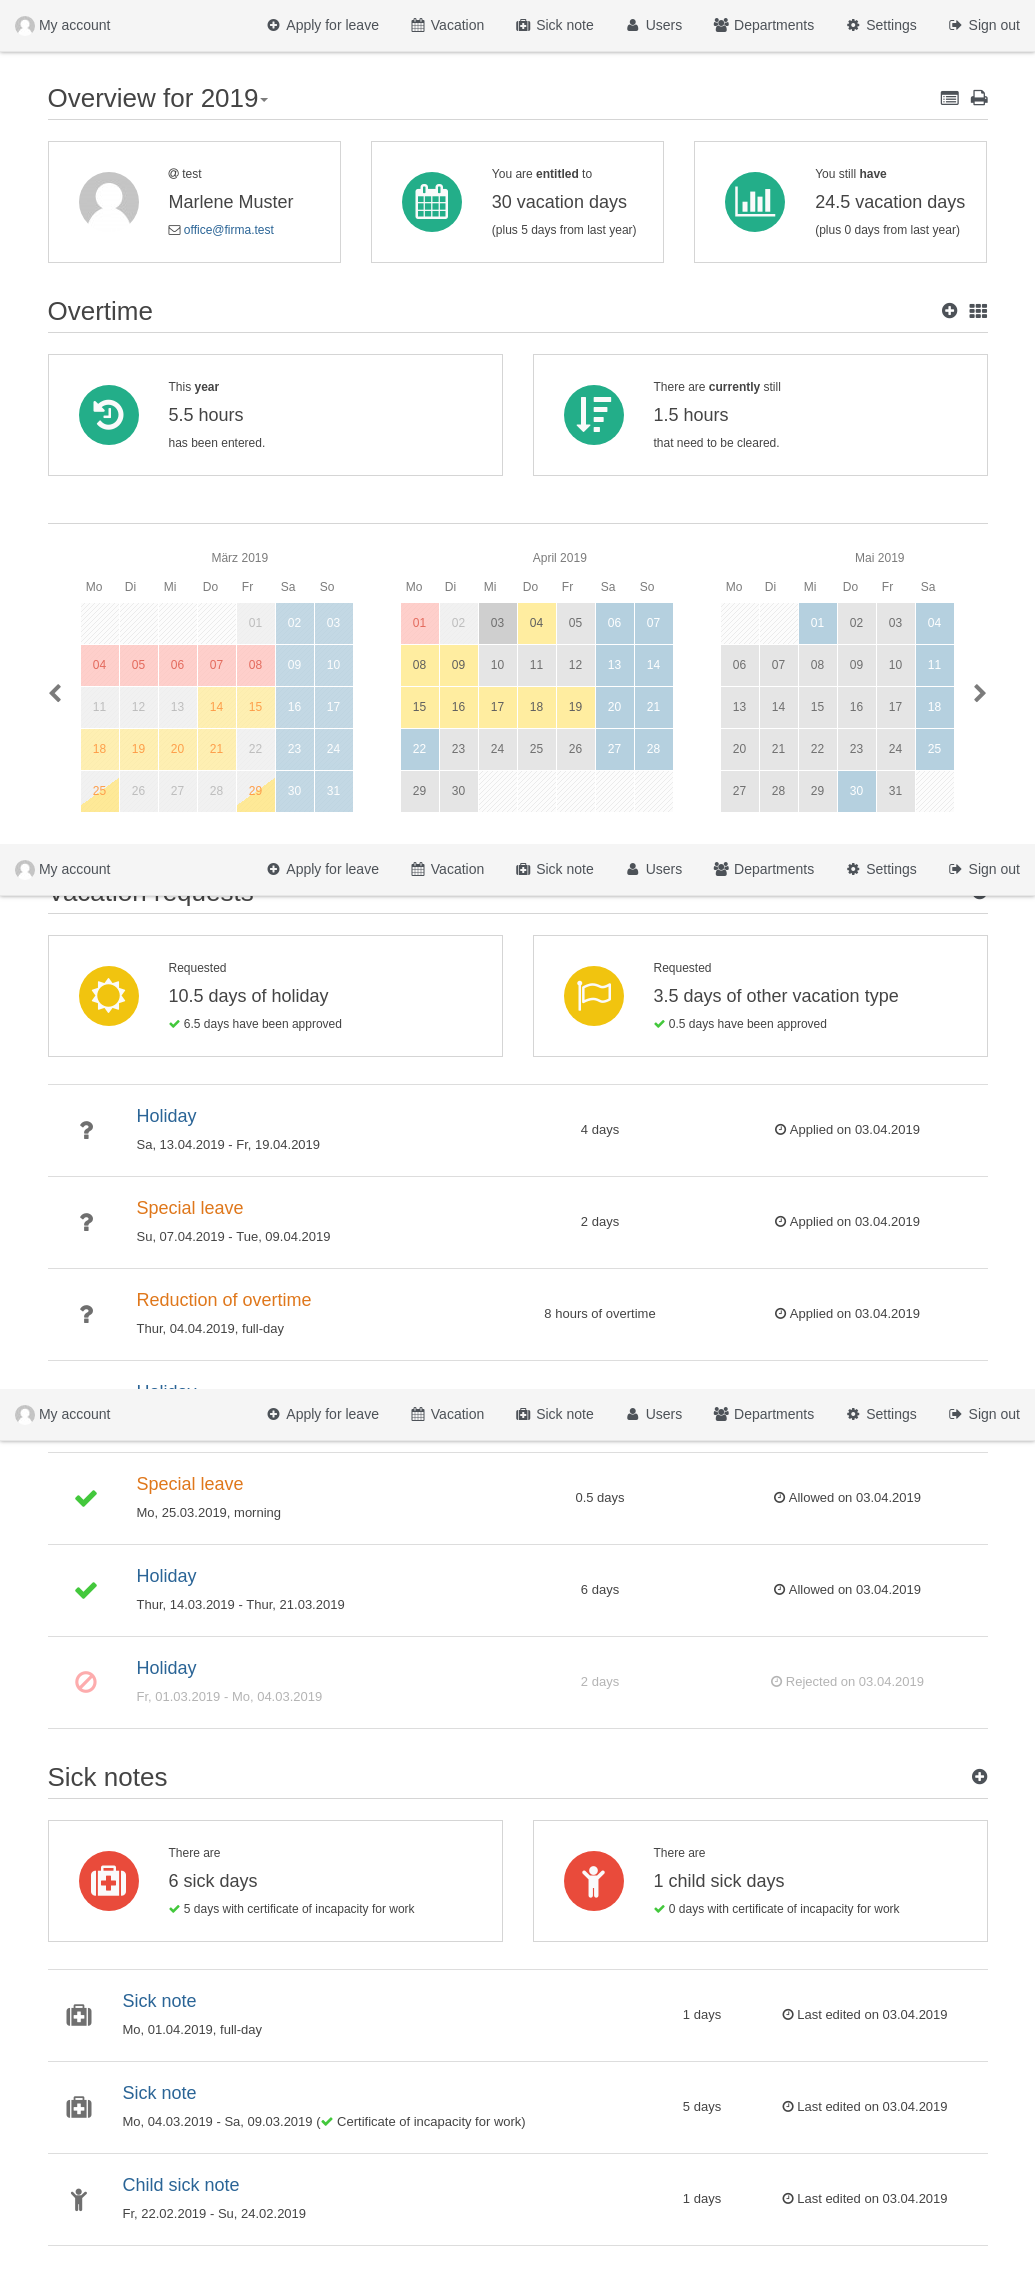 My account Apply for leave Vacation Sick note Users Departments Settings Sign out
Overview for 2019
test
Marlene Muster
office@firma.test
You are entitled to
30 vacation days
(plus 5 days from last year)
You still have
24.5 vacation days
(plus 0 days from last year)
Overtime
This year
5.5 hours
has been entered.
There are currently still
1.5 hours
that need to be cleared.
März 2019
Mo Di Mi Do Fr Sa So
01 02 03
04 05 06 07 08 09 10
11 12 13 14 15 16 17
18 19 20 21 22 23 24
25 26 27 28 29 30 31
April 2019
Mo Di Mi Do Fr Sa So
01 02 03 04 05 06 07
08 09 10 11 12 13 14
15 16 17 18 19 20 21
22 23 24 25 26 27 28
29 30
Mai 2019
Mo Di Mi Do Fr Sa
01 02 03 04
06 07 08 09 10 11
13 14 15 16 17 18
20 21 22 23 24 25
27 28 29 30 31
My account Apply for leave Vacation Sick note Users Departments Settings Sign out
Vacation requests
Requested
10.5 days of holiday
6.5 days have been approved
Requested
3.5 days of other vacation type
0.5 days have been approved
Holiday
Sa, 13.04.2019 - Fr, 19.04.2019
4 days
Applied on 03.04.2019
Special leave
Su, 07.04.2019 - Tue, 09.04.2019
2 days
Applied on 03.04.2019
Reduction of overtime
Thur, 04.04.2019, full-day
8 hours of overtime
Applied on 03.04.2019
Holiday
My account Apply for leave Vacation Sick note Users Departments Settings Sign out
Special leave
Mo, 25.03.2019, morning
0.5 days
Allowed on 03.04.2019
Holiday
Thur, 14.03.2019 - Thur, 21.03.2019
6 days
Allowed on 03.04.2019
Holiday
Fr, 01.03.2019 - Mo, 04.03.2019
2 days
Rejected on 03.04.2019
Sick notes
There are
6 sick days
5 days with certificate of incapacity for work
There are
1 child sick days
0 days with certificate of incapacity for work
Sick note
Mo, 01.04.2019, full-day
1 days
Last edited on 03.04.2019
Sick note
Mo, 04.03.2019 - Sa, 09.03.2019 (✔ Certificate of incapacity for work)
5 days
Last edited on 03.04.2019
Child sick note
Fr, 22.02.2019 - Su, 24.02.2019
1 days
Last edited on 03.04.2019